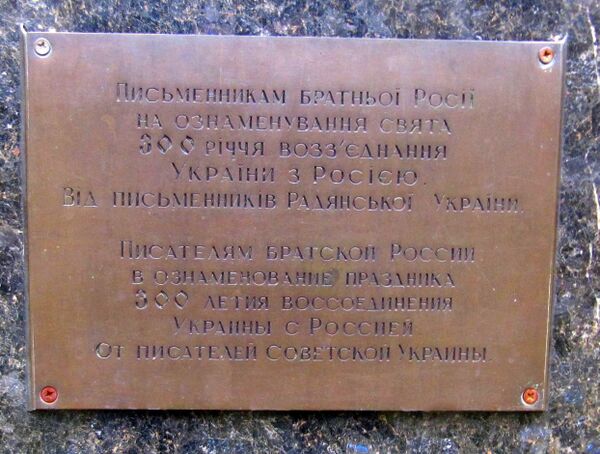 Письменникам братньої Росії
на ознаменування свята
300 річчя возз'єднання
України з Росією.
Від письменників Радянської України.
Писателям братской России
в ознаменование праздника
300 летия воссоединения
Украины с Россией
От писателей Советской Украины.